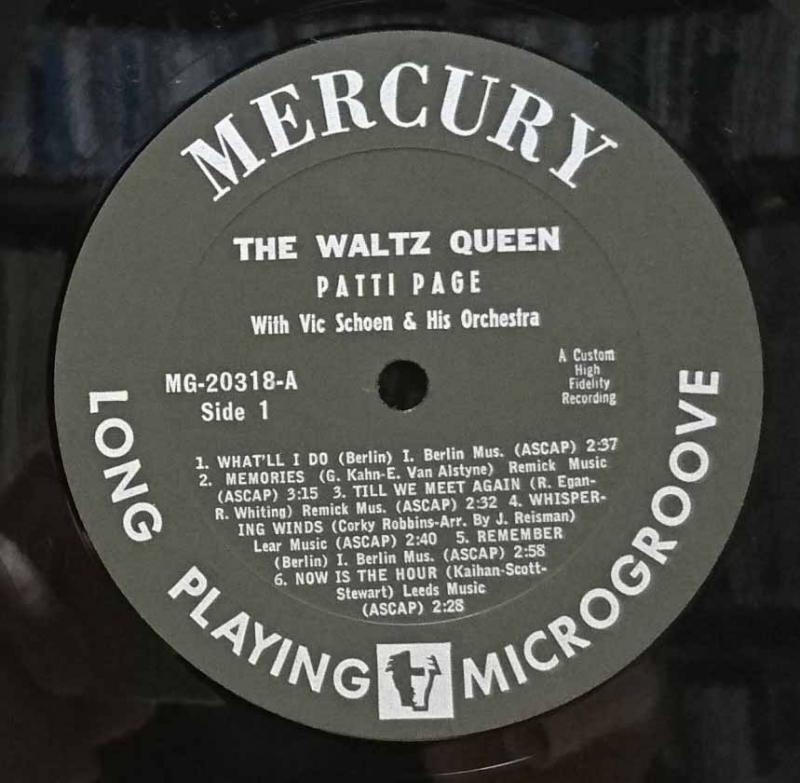 MERCURY
THE WALTZ QUEEN
PATTI PAGE
With Vic Schoen & His Orchestra
MG-20318-A
Side 1
A Custom
High
Fidelity
Recording
1. WHAT'LL I DO (Berlin) I. Berlin Mus. (ASCAP) 2:37
2. MEMORIES (G. Kahn-E. Van Alstyne) Remick Music
(ASCAP) 3:15 3. TILL WE MEET AGAIN (R. Egan-
R. Whiting) Remick Mus. (ASCAP) 2:32 4. WHISPER-
ING WINDS (Corky Robbins-Arr. By J. Reisman)
Lear Music (ASCAP) 2:40 5. REMEMBER
(Berlin) I. Berlin Mus. (ASCAP) 2:58
6. NOW IS THE HOUR (Kaihan-Scott-
Stewart) Leeds Music
(ASCAP) 2:28
LONG PLAYING MICROGROOVE